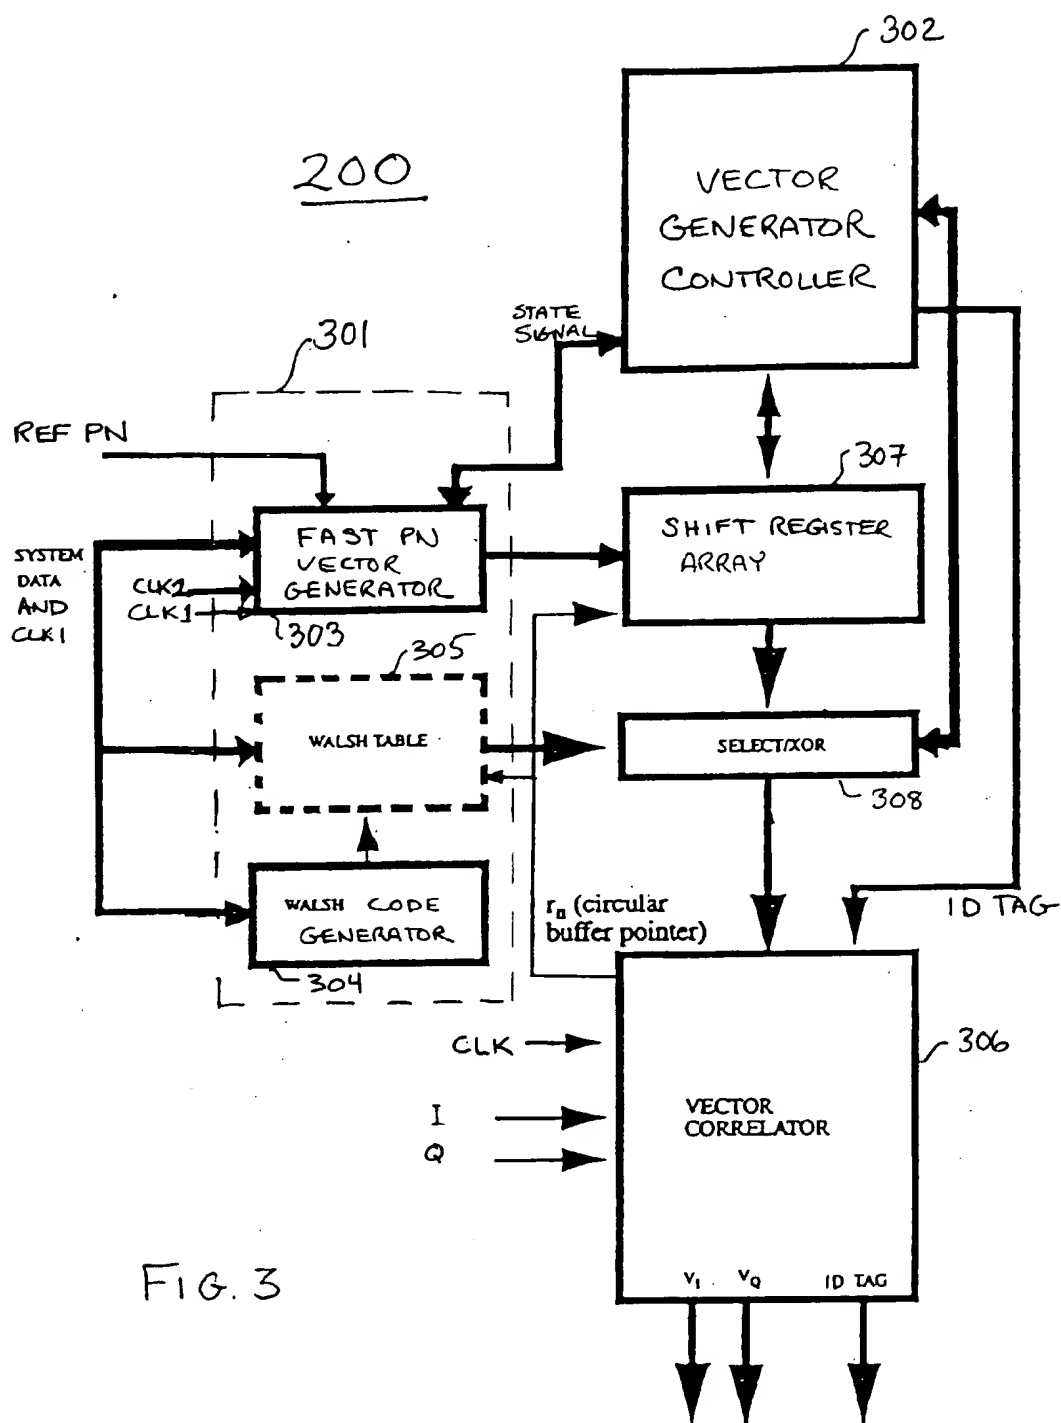 302
200
VECTOR
GENERATOR
CONTROLLER
STATE
SIGNAL
301
REF PN
307
FAST PN
VECTOR
GENERATOR
SHIFT REGISTER
ARRAY
SYSTEM
DATA
AND
CLK1
CLK2
CLK1
303
305
WALSH TABLE
SELECT/XOR
308
WALSH CODE
GENERATOR
304
rn (circular
buffer pointer)
ID TAG
CLK
306
I
Q
VECTOR
CORRELATOR
VI VQ ID TAG
FIG. 3